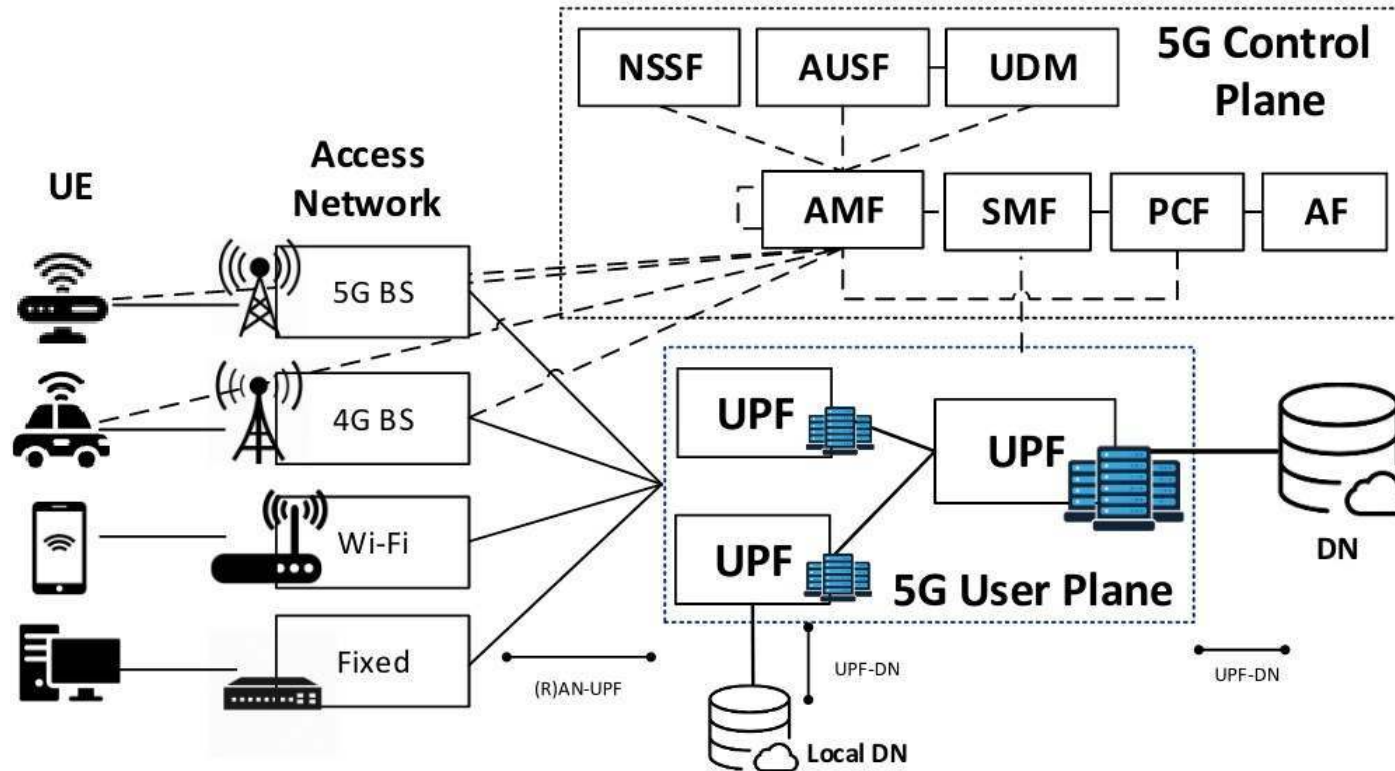 5G Control
Plane
NSSF
AUSF
UDM
Access
Network
UE
AMF
SMF
PCF
AF
5G BS
4G BS
Wi-Fi
Fixed
UPF
UPF
UPF
5G User Plane
DN
(R)AN-UPF
UPF-DN
UPF-DN
Local DN